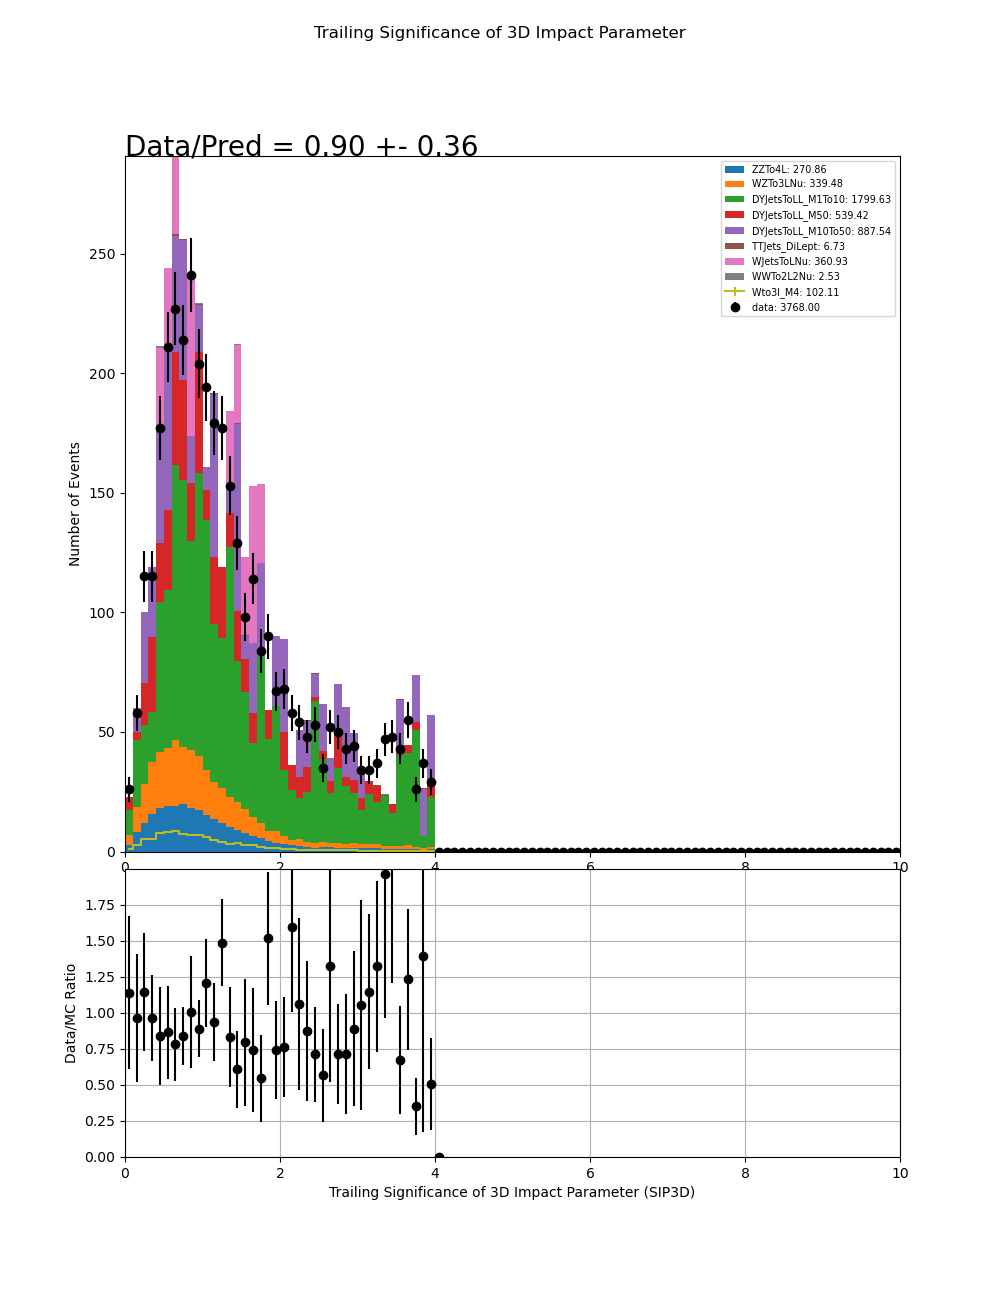 Trailing Significance of 3D Impact Parameter
Data/Pred = 0.90 +- 0.36
ZZTo4L: 270.86
WZTo3LNu: 339.48
DYJetsToLL_M1To10: 1799.63
DYJetsToLL_M50: 539.42
DYJetsToLL_M10To50: 887.54
TTJets_DiLept: 6.73
WJetsToLNu: 360.93
WWTo2L2Nu: 2.53
Wto3l_M4: 102.11
data: 3768.00
Number of Events
250
200
150
100
50
0
0 2 4 6 8 10
Data/MC Ratio
1.75
1.50
1.25
1.00
0.75
0.50
0.25
0.00
0 2 4 6 8 10
Trailing Significance of 3D Impact Parameter (SIP3D)